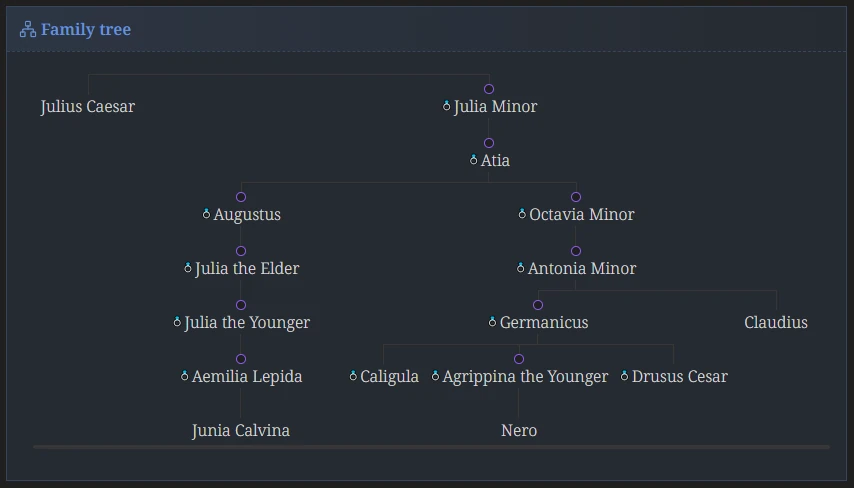 Family tree
Julius Caesar
Julia Minor
Atia
Augustus
Octavia Minor
Julia the Elder
Antonia Minor
Julia the Younger
Germanicus
Claudius
Aemilia Lepida
Caligula
Agrippina the Younger
Drusus Cesar
Junia Calvina
Nero